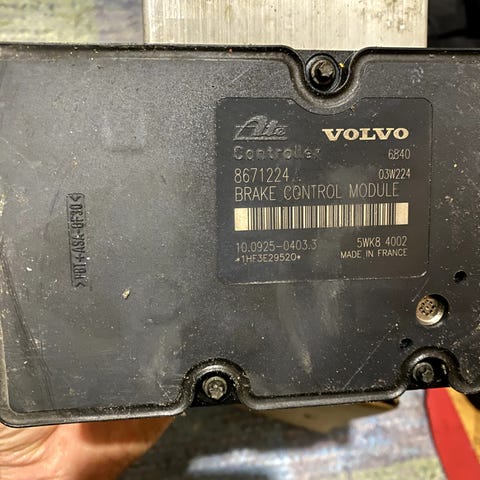 Ate VOLVO
Controller 6840
8671224 03W224
BRAKE CONTROL MODULE
10.0925-0403.3 5WK8 4002
*1HF3E29520* MADE IN FRANCE